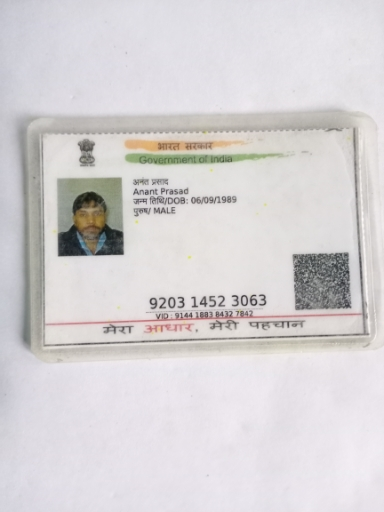 भारत सरकार
Government of India
अनंत प्रसाद
Anant Prasad
जन्म तिथि/DOB: 06/09/1989
पुरुष/ MALE
9203 1452 3063
VID : 9144 1883 8432 7842
मेरा आधार, मेरी पहचान